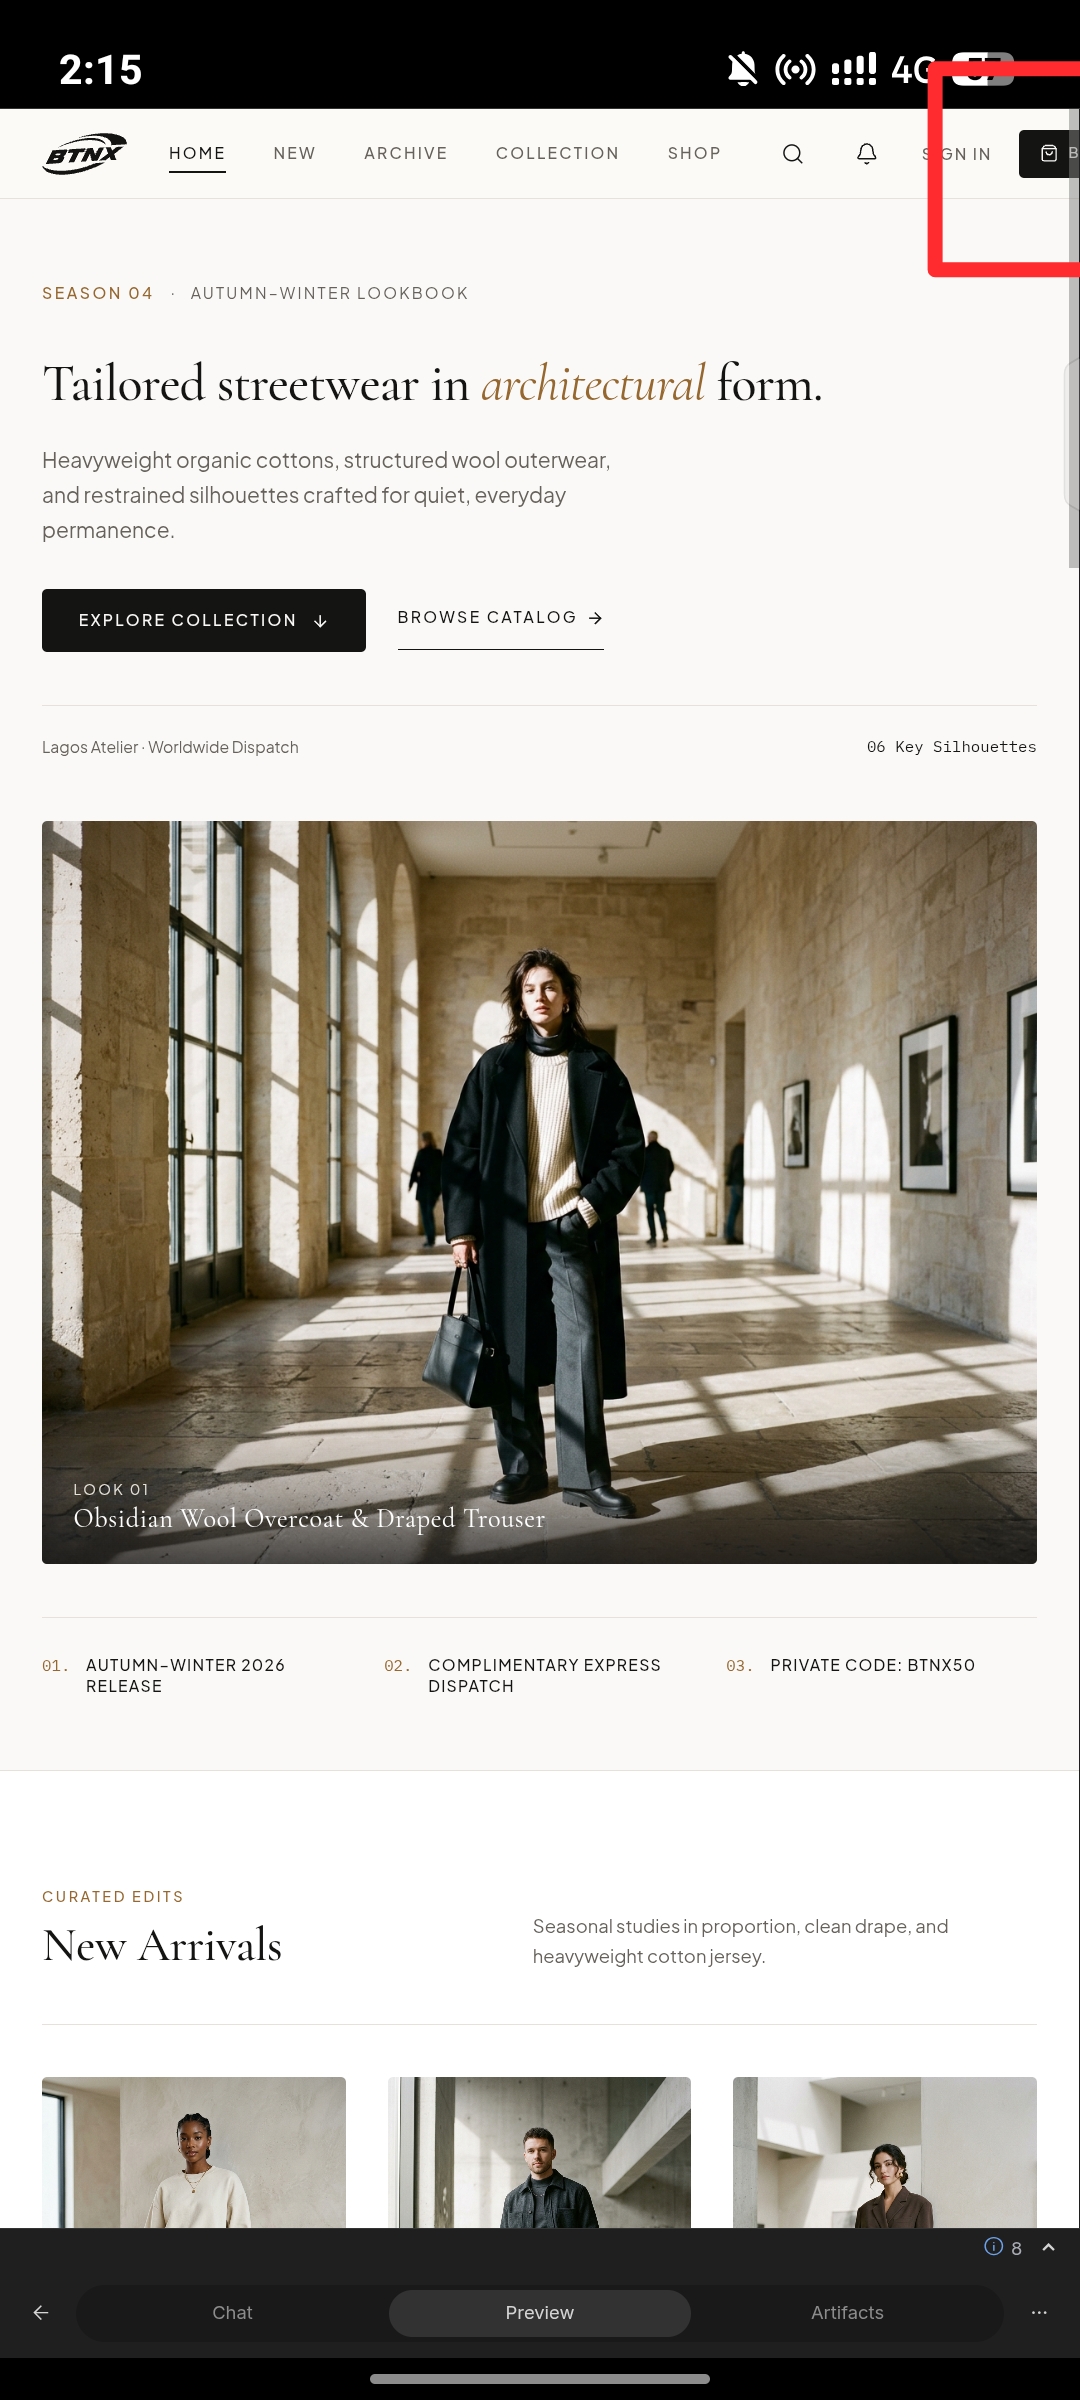 2:15
4G
BTNX
HOME NEW ARCHIVE COLLECTION SHOP SIGN IN
SEASON 04 · AUTUMN–WINTER LOOKBOOK
Tailored streetwear in architectural form.
Heavyweight organic cottons, structured wool outerwear,
and restrained silhouettes crafted for quiet, everyday
permanence.
EXPLORE COLLECTION ↓ BROWSE CATALOG →
Lagos Atelier · Worldwide Dispatch 06 Key Silhouettes
LOOK 01
Obsidian Wool Overcoat & Draped Trouser
01. AUTUMN–WINTER 2026
RELEASE
02. COMPLIMENTARY EXPRESS
DISPATCH
03. PRIVATE CODE: BTNX50
CURATED EDITS
New Arrivals
Seasonal studies in proportion, clean drape, and
heavyweight cotton jersey.
8
Chat Preview Artifacts